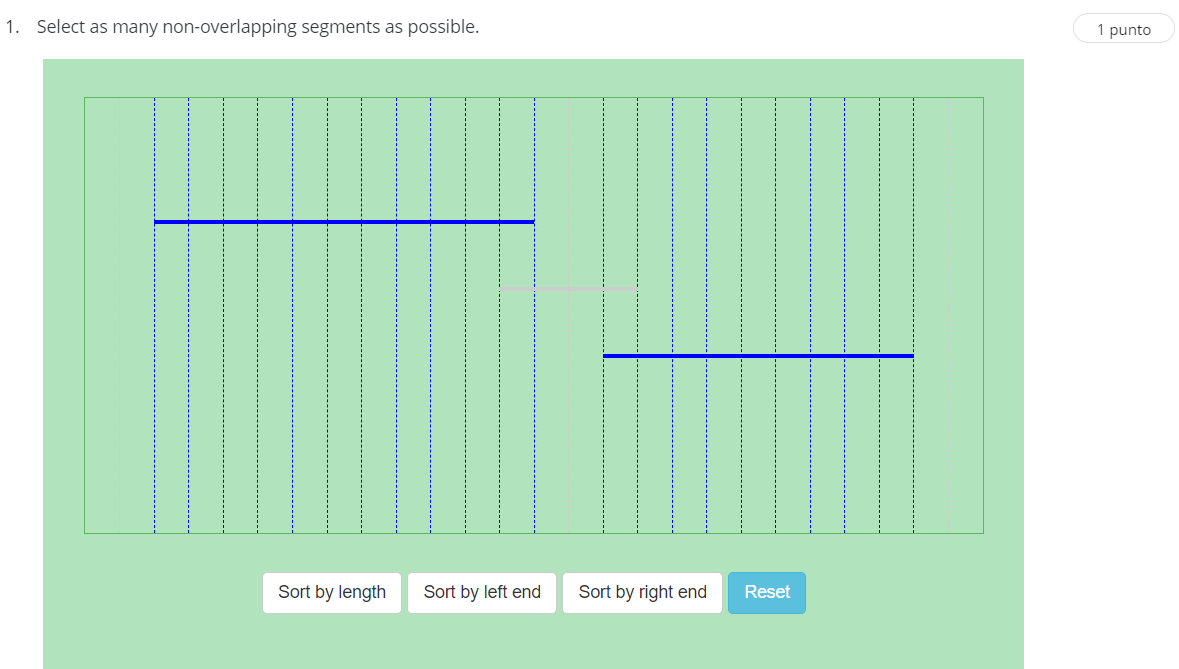 1. Select as many non-overlapping segments as possible.
1 punto
Sort by length
Sort by left end
Sort by right end
Reset